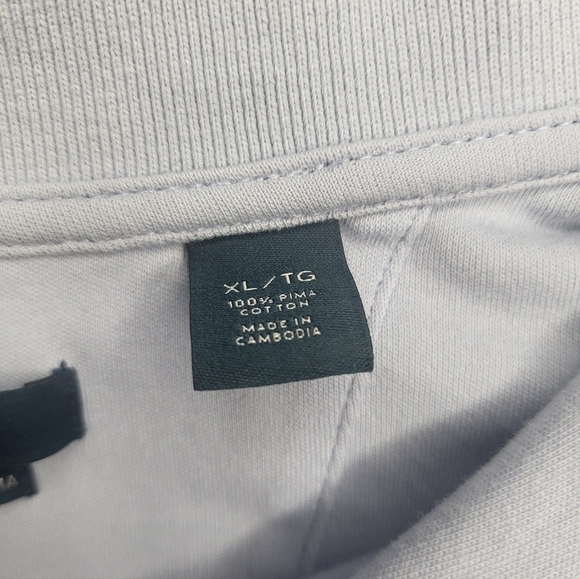 XL/TG
100% PIMA
COTTON
MADE IN
CAMBODIA